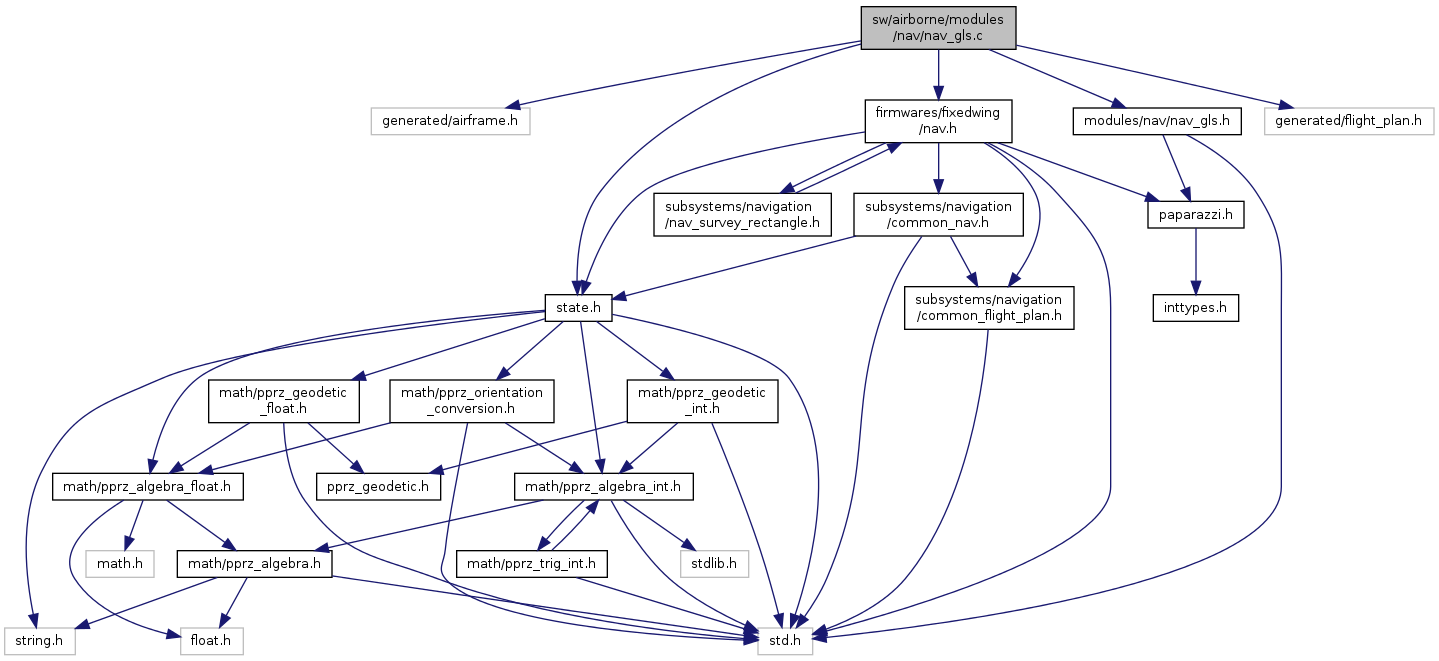 sw/airborne/modules
/nav/nav_gls.c
generated/airframe.h
firmwares/fixedwing
/nav.h
modules/nav/nav_gls.h
generated/flight_plan.h
subsystems/navigation
/nav_survey_rectangle.h
subsystems/navigation
/common_nav.h
paparazzi.h
state.h
subsystems/navigation
/common_flight_plan.h
inttypes.h
math/pprz_geodetic
_float.h
math/pprz_orientation
_conversion.h
math/pprz_geodetic
_int.h
math/pprz_algebra_float.h
pprz_geodetic.h
math/pprz_algebra_int.h
math.h
math/pprz_algebra.h
math/pprz_trig_int.h
stdlib.h
string.h
float.h
std.h